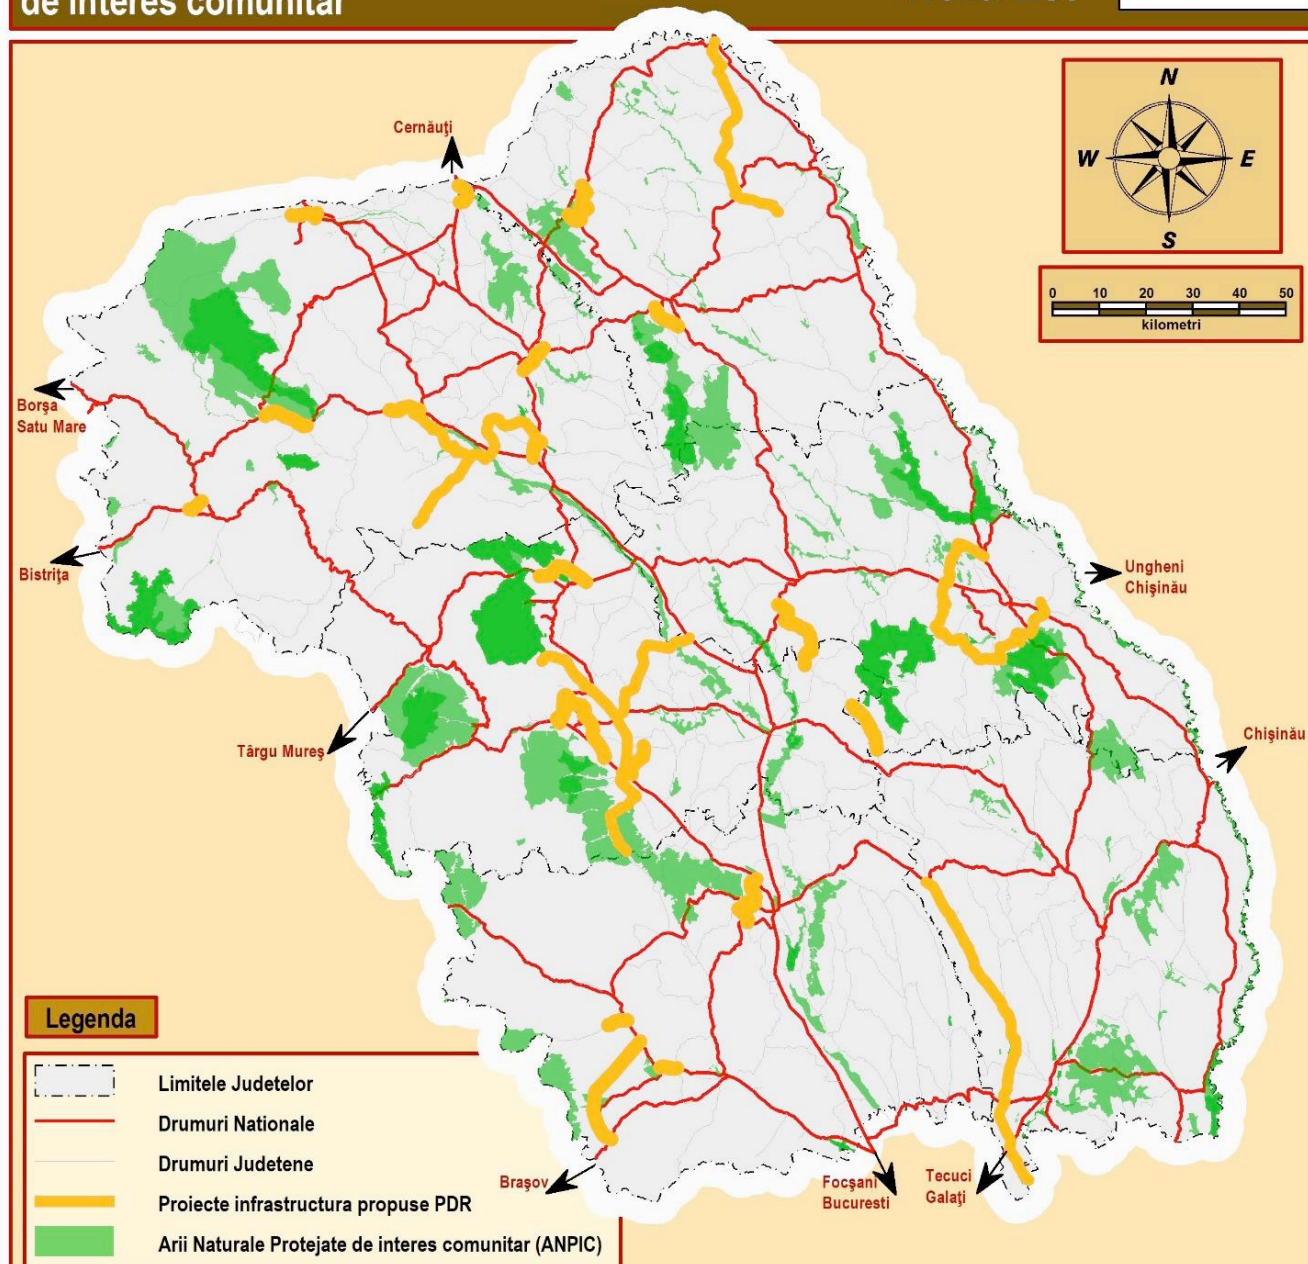 de interes comunitar
N
W
E
S
0 10 20 30 40 50
kilometri
Cernăuţi
Borşa
Satu Mare
Bistriţa
Ungheni
Chişinău
Târgu Mureş
Chişinău
Legenda
Limitele Judetelor
Drumuri Nationale
Drumuri Judetene
Proiecte infrastructura propuse PDR
Arii Naturale Protejate de interes comunitar (ANPIC)
Braşov
Focşani
Bucuresti
Tecuci
Galaţi